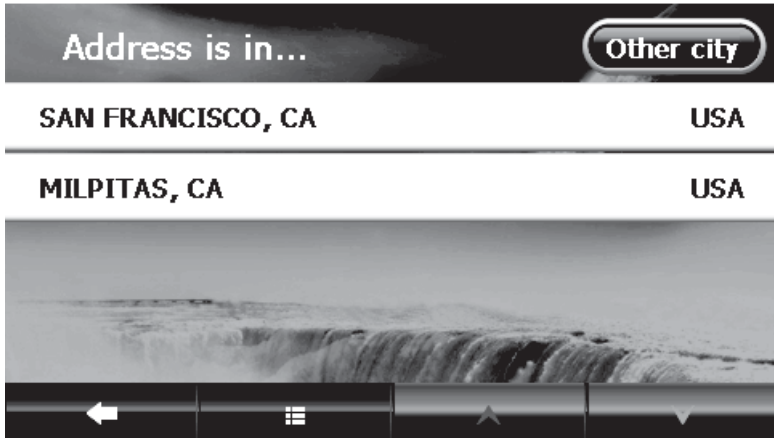 Address is in...
Other city
SAN FRANCISCO, CA USA
MILPITAS, CA USA